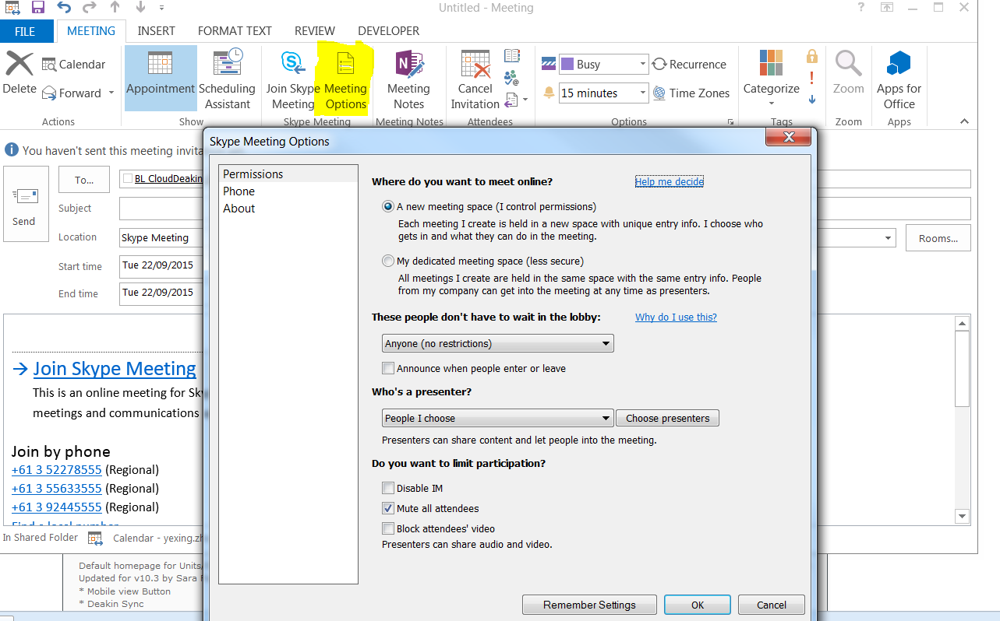 Untitled - Meeting
?
FILE MEETING INSERT FORMAT TEXT REVIEW DEVELOPER
Delete
Calendar
Forward
Actions
Appointment
Scheduling
Assistant
Show
Join Skype
Meeting
Meeting
Options
Skype Meeting
Meeting
Notes
Meeting Notes
Cancel
Invitation
Attendees
Busy
15 minutes
Recurrence
Time Zones
Options
Categorize
Tags
Zoom
Zoom
Apps for
Office
Apps
You haven't sent this meeting
Send
To...
BL CloudDeakin
Subject
Location
Skype Meeting
Rooms...
Start time
Tue 22/09/2015
End time
Tue 22/09/2015
Join Skype Meeting
This is an online meeting for
meetings and communications
Join by phone
+61 3 52278555 (Regional)
+61 3 55633555 (Regional)
+61 3 92445555 (Regional)
Find a local number
In Shared Folder
Calendar -
Default homepage for Units/
Updated for v10.3 by Sara
* Mobile view Button
* Deakin Sync
Skype Meeting Options
Permissions
Phone
About
Where do you want to meet online? Help me decide
A new meeting space (I control permissions)
Each meeting I create is held in a new space with unique entry info. I choose who
gets in and what they can do in the meeting.
My dedicated meeting space (less secure)
All meetings I create are held in the same space with the same entry info. People
from my company can get into the meeting at any time as presenters.
These people don't have to wait in the lobby: Why do I use this?
Anyone (no restrictions)
Announce when people enter or leave
Who's a presenter?
People I choose Choose presenters
Presenters can share content and let people into the meeting.
Do you want to limit participation?
Disable IM
Mute all attendees
Block attendees' video
Presenters can share audio and video.
Remember Settings OK Cancel